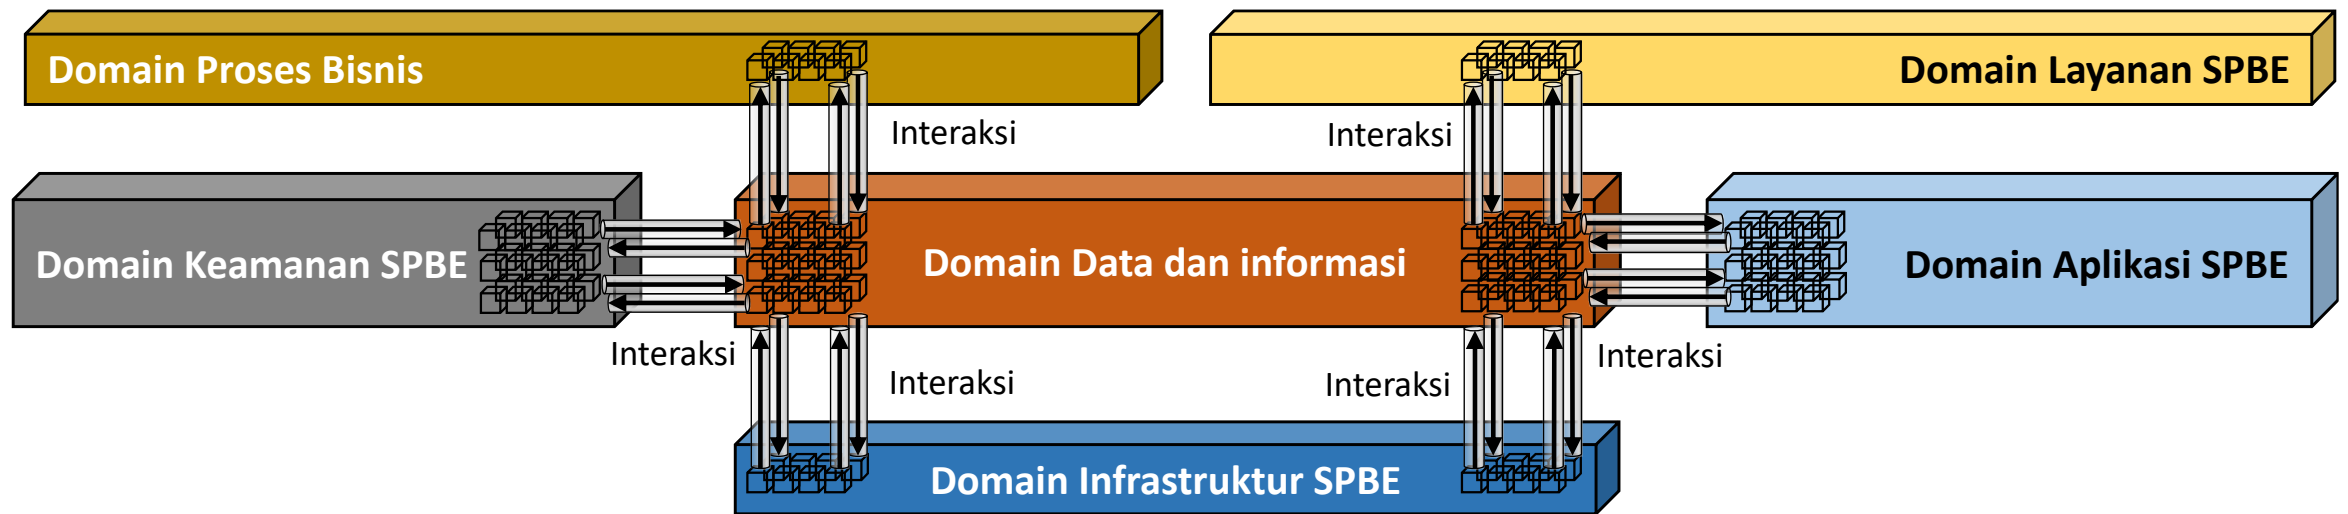 Domain Proses Bisnis
Domain Layanan SPBE
Interaksi
Interaksi
Domain Keamanan SPBE
Domain Data dan informasi
Domain Aplikasi SPBE
Interaksi
Interaksi
Interaksi
Interaksi
Domain Infrastruktur SPBE